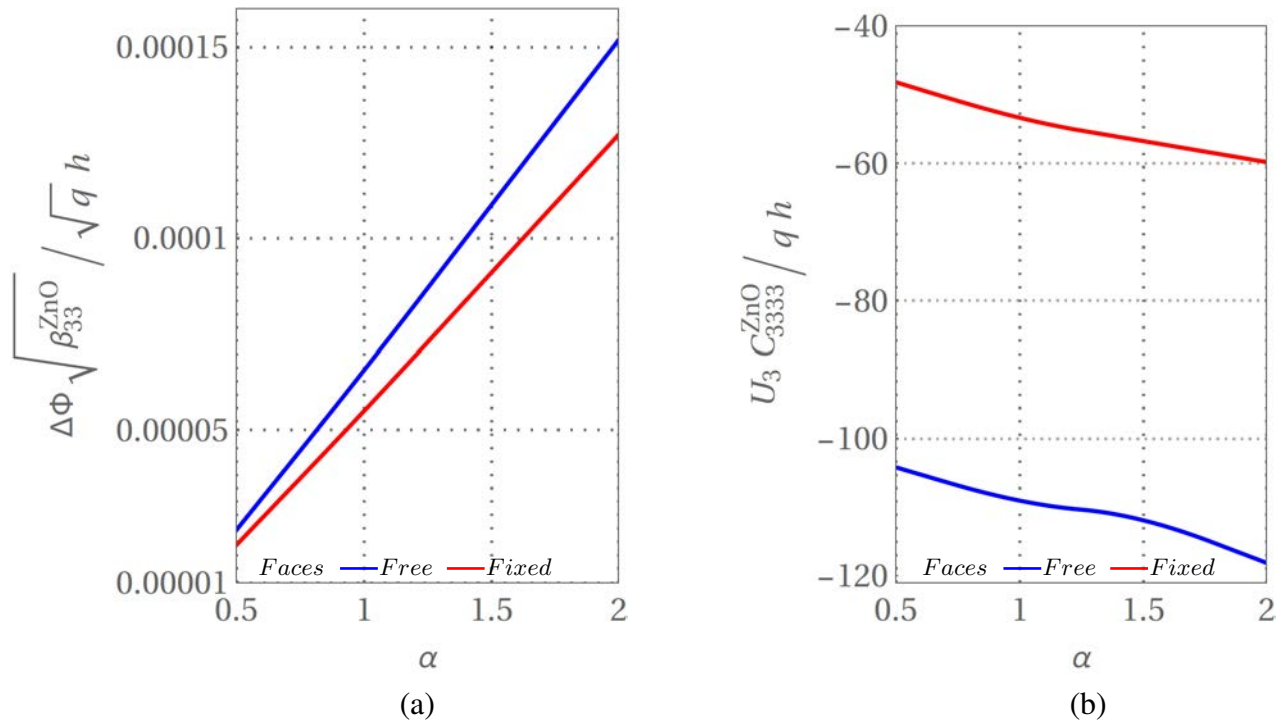 0.00015
0.0001
0.00005
0.00001
0.5 1 1.5 2
α
ΔΦ √β₃₃^ZnO / √q h
Faces Free Fixed
(a)
−40
−60
−80
−100
−120
0.5 1 1.5 2
α
U₃ C₃₃₃₃^ZnO / q h
Faces Free Fixed
(b)